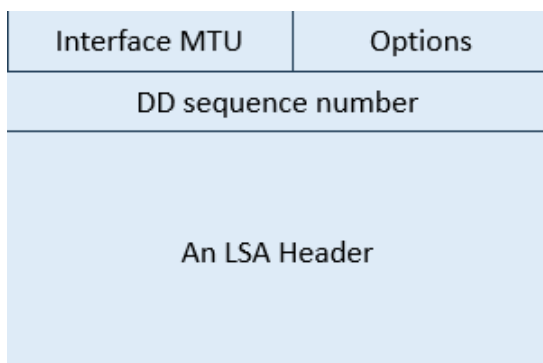 Interface MTU Options
DD sequence number
An LSA Header